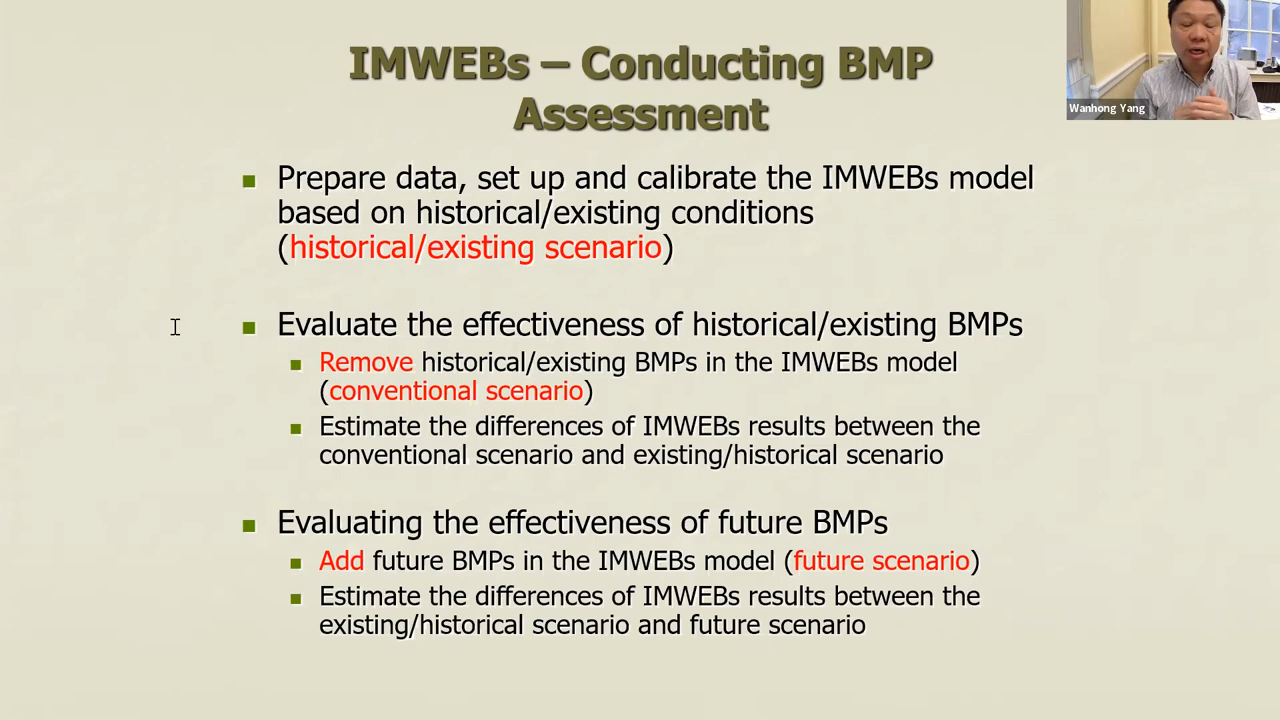 IMWEBs – Conducting BMP
Assessment
Wanhong Yang
Prepare data, set up and calibrate the IMWEBs model
based on historical/existing conditions
(historical/existing scenario)
Evaluate the effectiveness of historical/existing BMPs
Remove historical/existing BMPs in the IMWEBs model
(conventional scenario)
Estimate the differences of IMWEBs results between the
conventional scenario and existing/historical scenario
Evaluating the effectiveness of future BMPs
Add future BMPs in the IMWEBs model (future scenario)
Estimate the differences of IMWEBs results between the
existing/historical scenario and future scenario